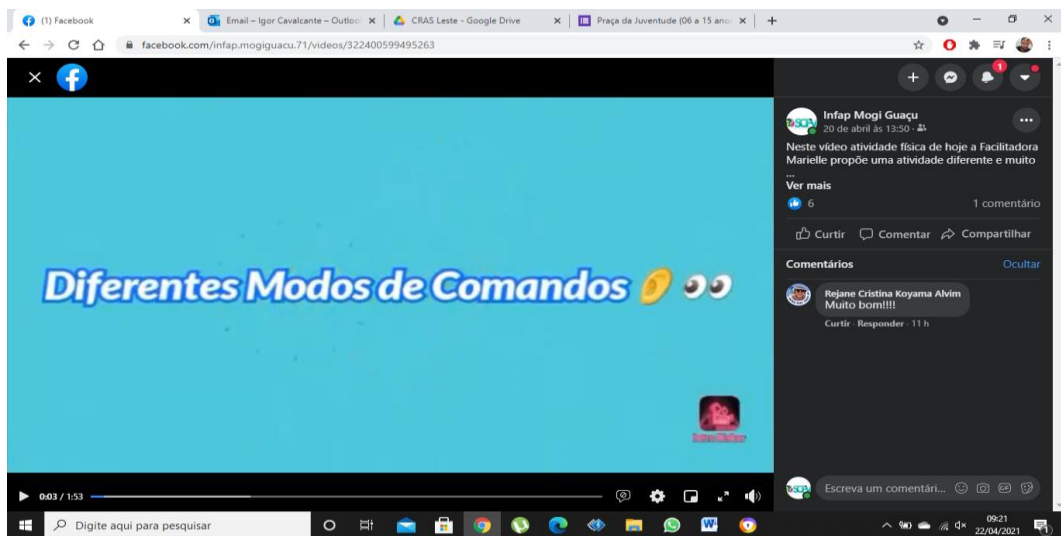 (1) Facebook
Email – Igor Cavalcante – Outloo
CRAS Leste - Google Drive
Praça da Juventude (06 a 15 ano
facebook.com/infap.mogiguacu.71/videos/322400599495263
Diferentes Modos de Comandos
0:03 / 1:53
Infap Mogi Guaçu
20 de abril às 13:50 ·
Neste vídeo atividade física de hoje a Facilitadora
Marielle propõe uma atividade diferente e muito
...
Ver mais
6
1 comentário
Curtir
Comentar
Compartilhar
Comentários
Ocultar
Rejane Cristina Koyama Alvim
Muito bom!!!!
Curtir · Responder · 11 h
Escreva um comentári...
GIF
Digite aqui para pesquisar
09:21
22/04/2021